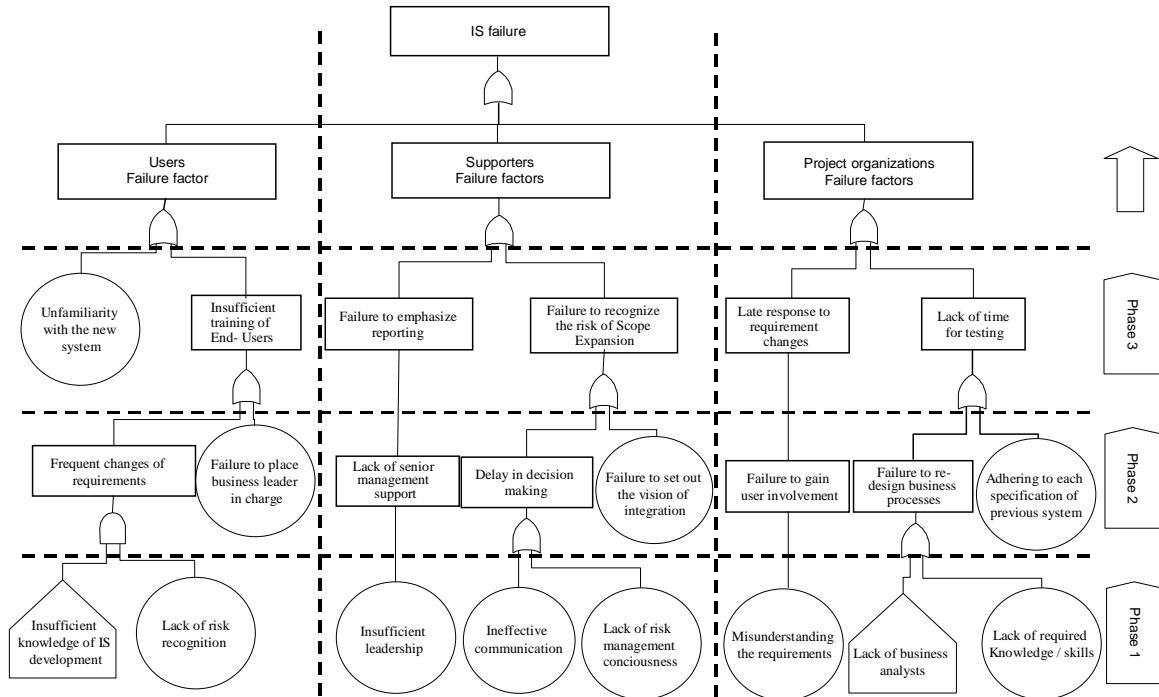 IS failure
Users
Failure factor
Supporters
Failure factors
Project organizations
Failure factors
Unfamiliarity
with the new
system
Insufficient
training of
End- Users
Failure to emphasize
reporting
Failure to recognize
the risk of Scope
Expansion
Late response to
requirement
changes
Lack of time
for testing
Phase 3
Frequent changes of
requirements
Failure to place
business leader
in charge
Lack of senior
management
support
Delay in decision
making
Failure to set out
the vision of
integration
Failure to gain
user involvement
Failure to re-
design business
processes
Adhering to each
specification of
previous system
Phase 2
Insufficient
knowledge of IS
development
Lack of risk
recognition
Insufficient
leadership
Ineffective
communication
Lack of risk
management
conciousness
Misunderstanding
the requirements
Lack of business
analysts
Lack of required
Knowledge / skills
Phase 1